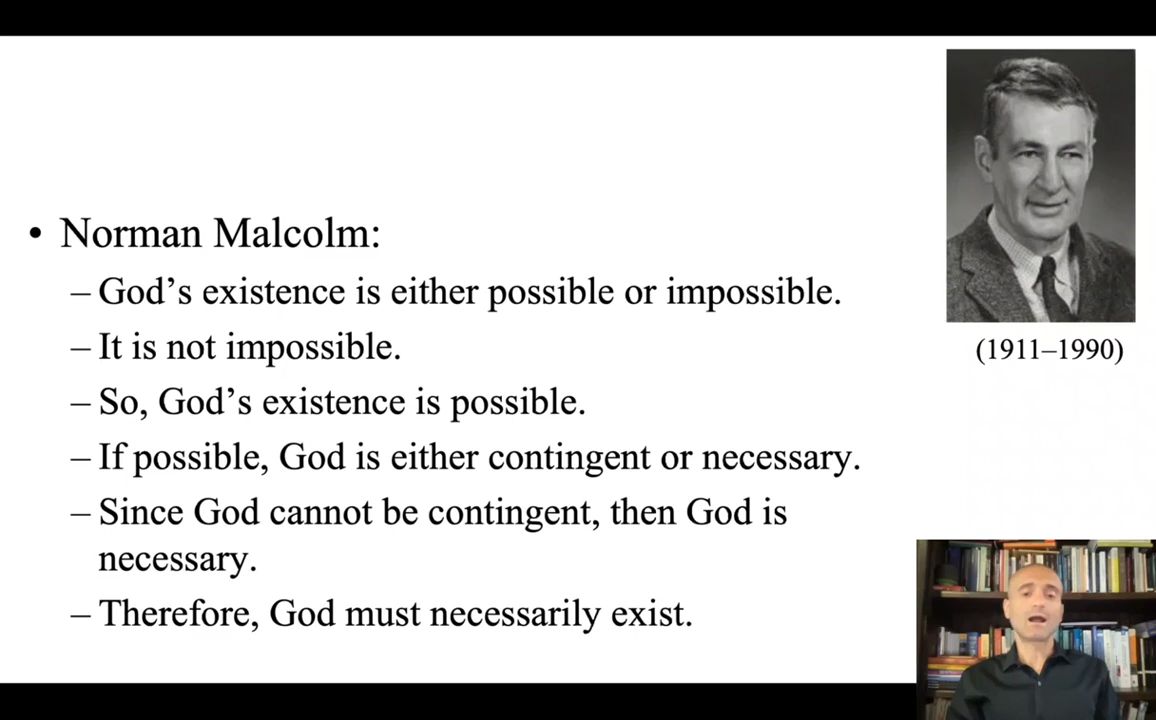 • Norman Malcolm:
– God’s existence is either possible or impossible.
– It is not impossible.
– So, God’s existence is possible.
– If possible, God is either contingent or necessary.
– Since God cannot be contingent, then God is
necessary.
– Therefore, God must necessarily exist.
(1911–1990)